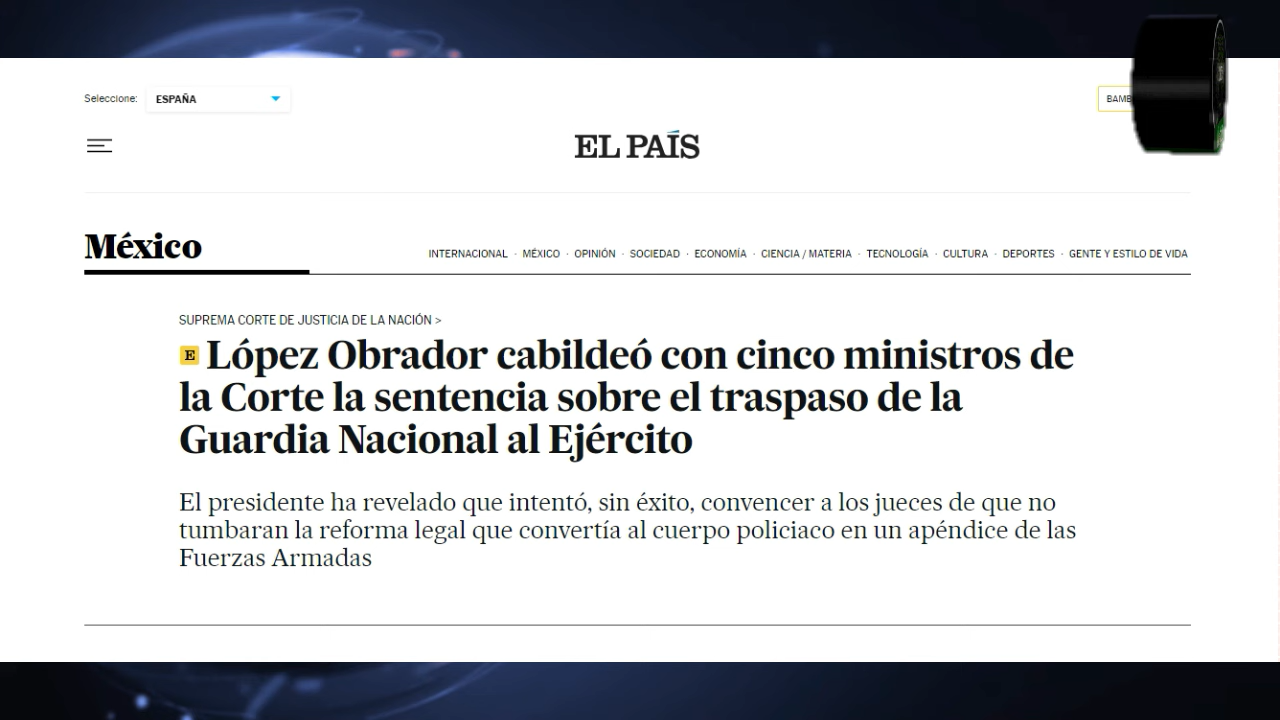 Seleccione:
ESPAÑA
BAMB
EL PAÍS
México
INTERNACIONAL · MÉXICO · OPINIÓN · SOCIEDAD · ECONOMÍA · CIENCIA / MATERIA · TECNOLOGÍA · CULTURA · DEPORTES · GENTE Y ESTILO DE VIDA
SUPREMA CORTE DE JUSTICIA DE LA NACIÓN >
E López Obrador cabildeó con cinco ministros de
la Corte la sentencia sobre el traspaso de la
Guardia Nacional al Ejército
El presidente ha revelado que intentó, sin éxito, convencer a los jueces de que no
tumbaran la reforma legal que convertía al cuerpo policiaco en un apéndice de las
Fuerzas Armadas